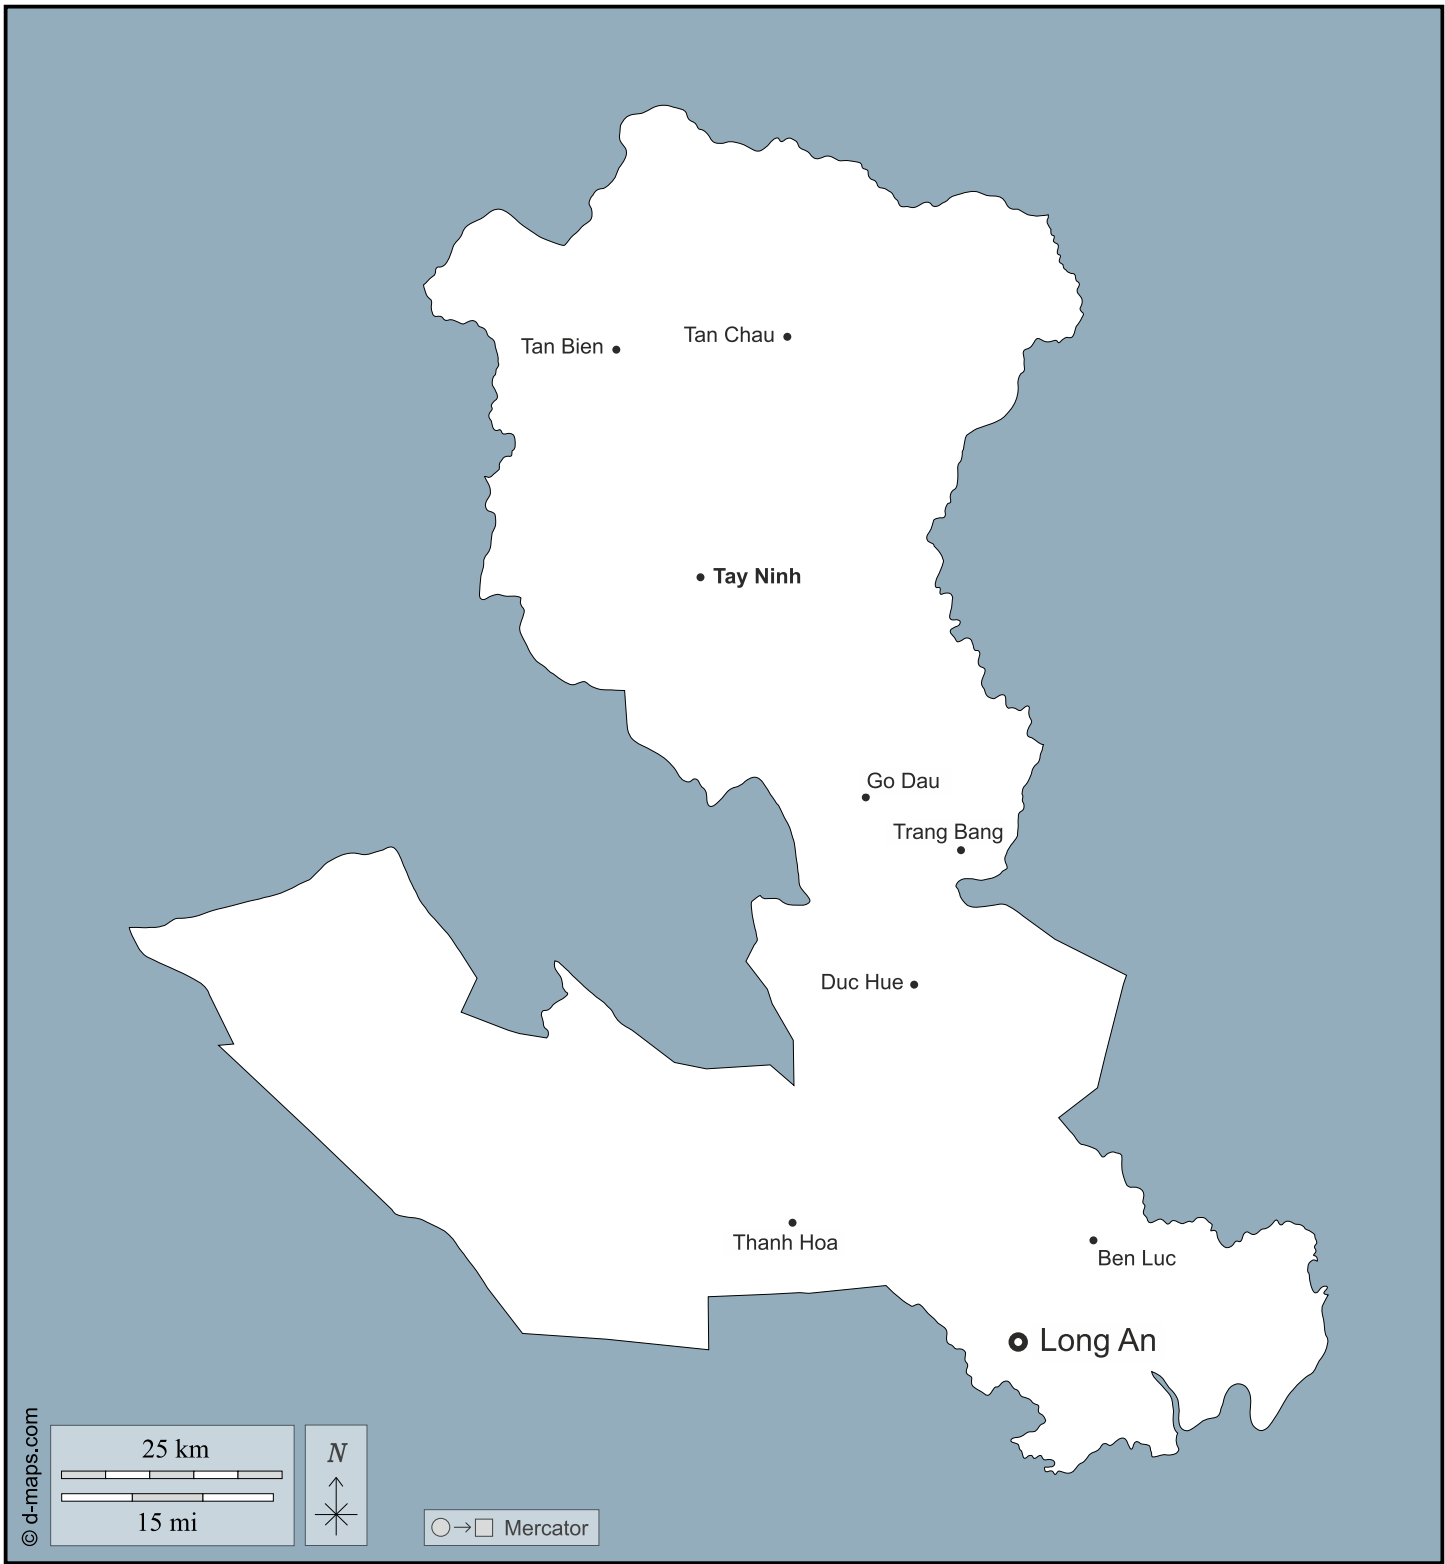 Tan Chau
Tan Bien
Tay Ninh
Go Dau
Trang Bang
Duc Hue
Thanh Hoa
Ben Luc
Long An
25 km
15 mi
N
Mercator
© d-maps.com